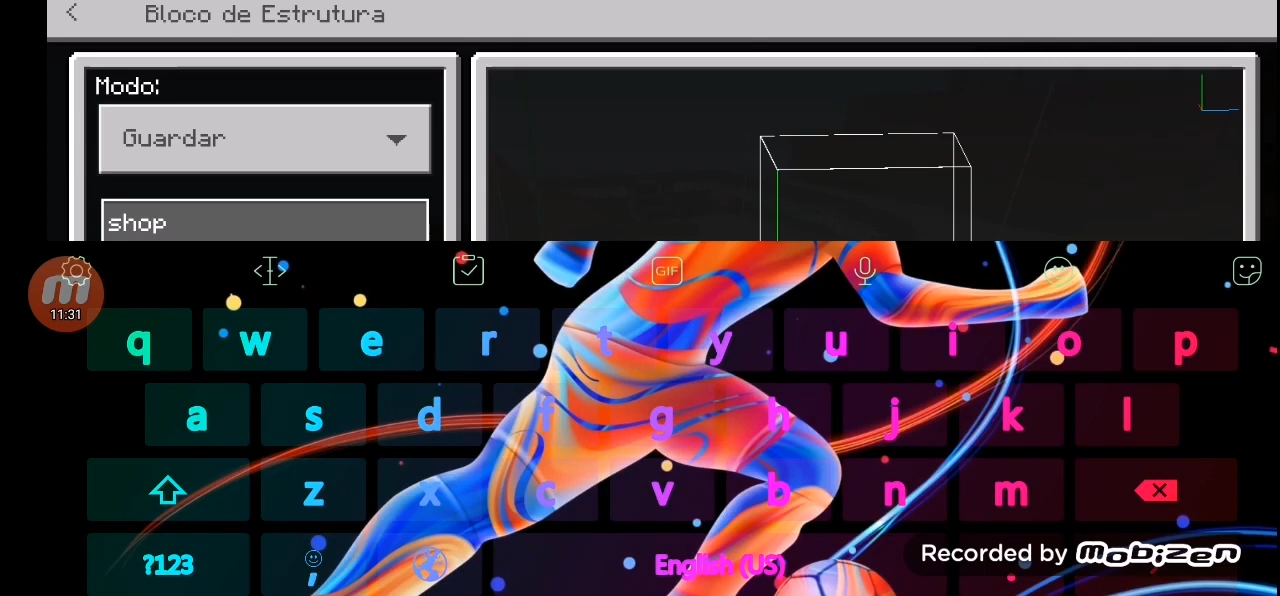 Bloco de Estrutura
Modo:
Guardar
shop
GIF
11:31
q w e r t y u i o p
a s d f g h j k l
z x c v b n m
?123 , English (US)
Recorded by mobizen